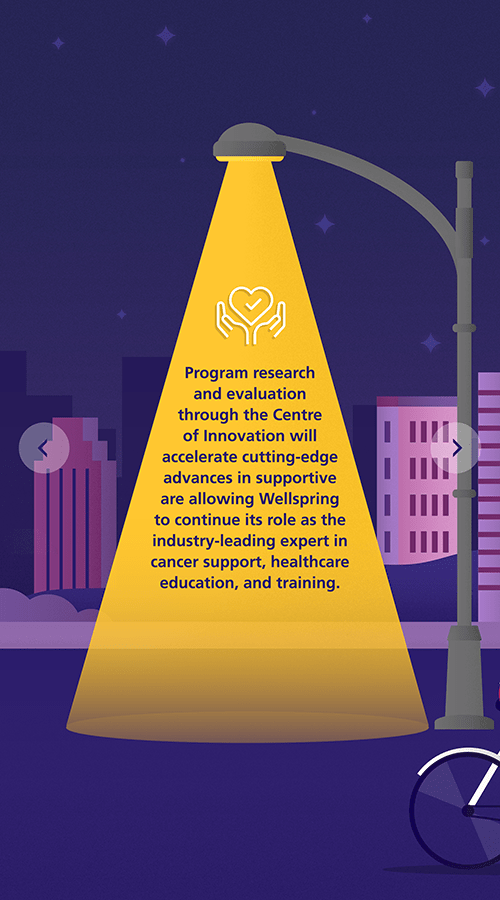 Program research
and evaluation
through the Centre
of Innovation will
accelerate cutting-edge
advances in supportive
are allowing Wellspring
to continue its role as the
industry-leading expert in
cancer support, healthcare
education, and training.